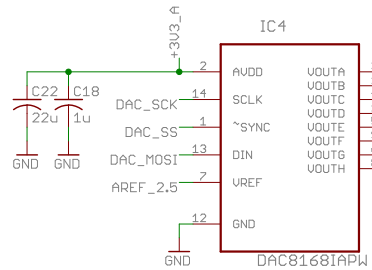 +3V3_A
IC4
2 AVDD VOUTA
VOUTB
C22 C18
14 SCLK VOUTC
DAC_SCK
22u 1u
VOUTD
DAC_SS
1 ~SYNC VOUTE
VOUTF
GND GND
DAC_MOSI
13 DIN VOUTG
VOUTH
AREF_2.5
7 VREF
12 GND
GND
DAC8168IAPW